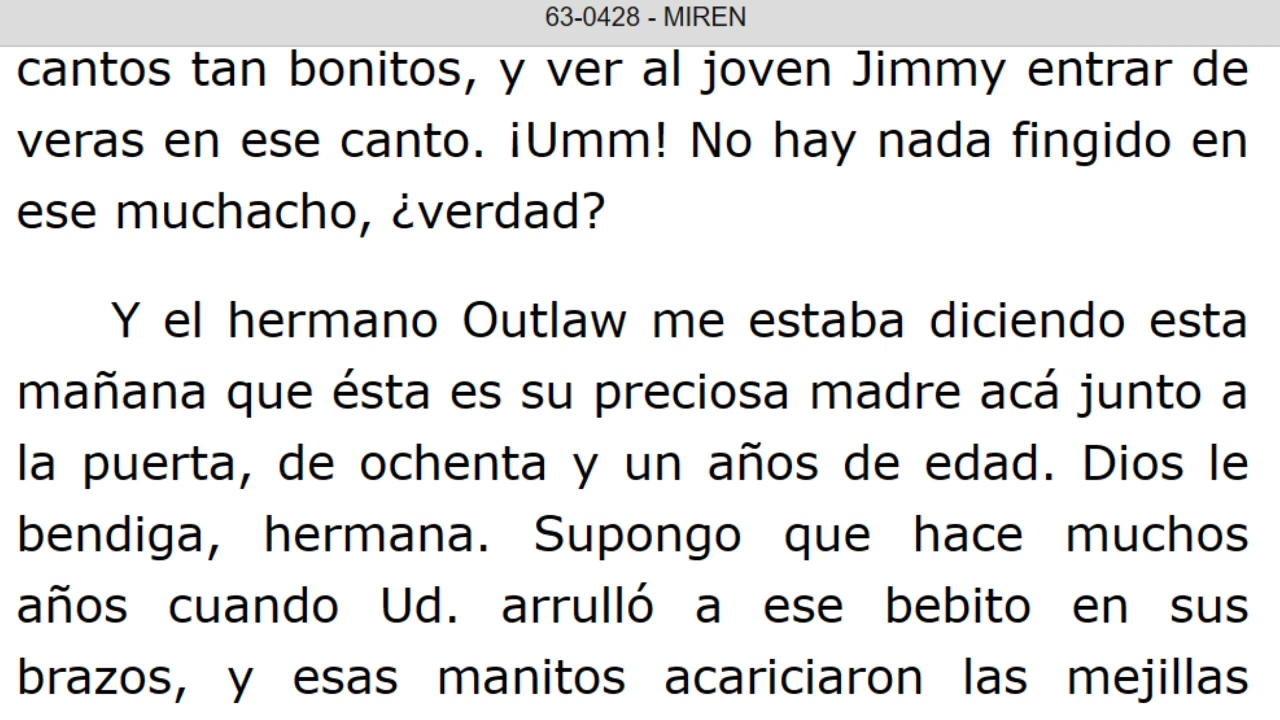 63-0428 - MIREN
cantos tan bonitos, y ver al joven Jimmy entrar de
veras en ese canto. ¡Umm! No hay nada fingido en
ese muchacho, ¿verdad?
Y el hermano Outlaw me estaba diciendo esta
mañana que ésta es su preciosa madre acá junto a
la puerta, de ochenta y un años de edad. Dios le
bendiga, hermana. Supongo que hace muchos
años cuando Ud. arrulló a ese bebito en sus
brazos, y esas manitos acariciaron las mejillas